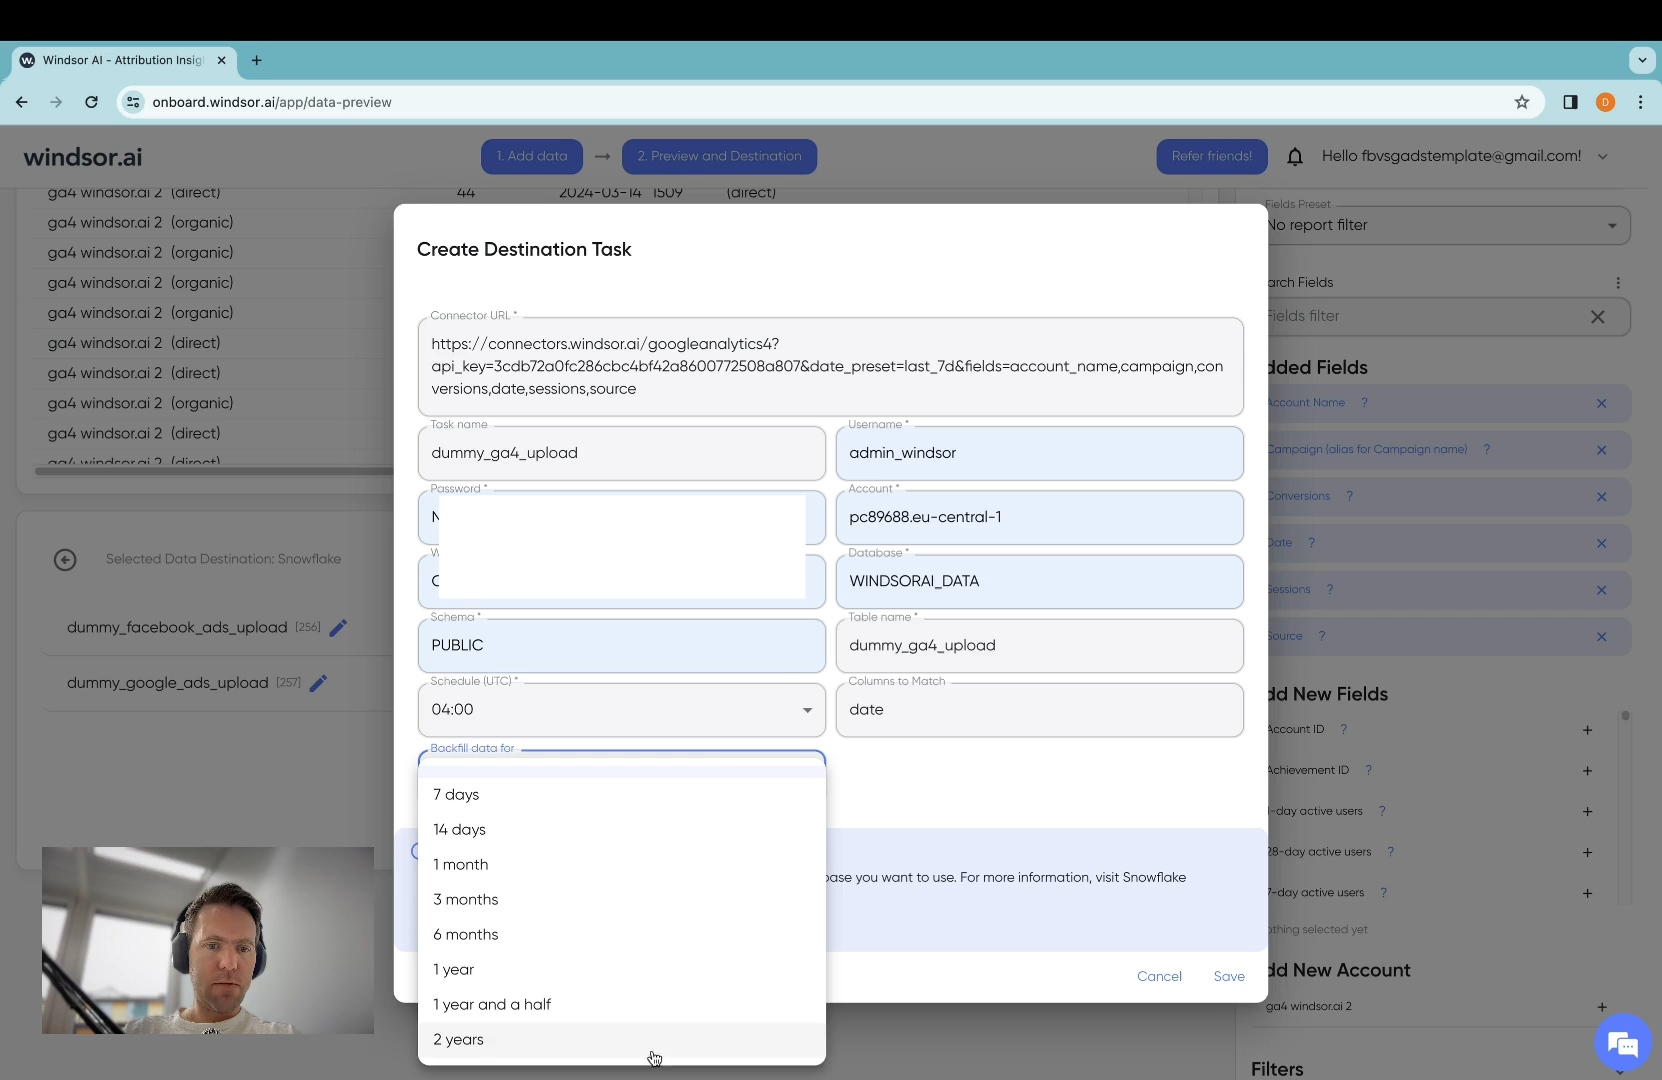 Windsor AI - Attribution Insig
onboard.windsor.ai/app/data-preview
D
windsor.ai
1. Add data
2. Preview and Destination
Refer friends!
Hello fbvsgadstemplate@gmail.com!
ga4 windsor.ai 2 (direct) 44 2024-03-14 1509 (direct)
ga4 windsor.ai 2 (organic)
ga4 windsor.ai 2 (organic)
ga4 windsor.ai 2 (organic)
ga4 windsor.ai 2 (organic)
ga4 windsor.ai 2 (direct)
ga4 windsor.ai 2 (direct)
ga4 windsor.ai 2 (organic)
ga4 windsor.ai 2 (direct)
ga4 windsor.ai 2 (direct)
Selected Data Destination: Snowflake
dummy_facebook_ads_upload [256]
dummy_google_ads_upload [257]
Create Destination Task
Connector URL *
https://connectors.windsor.ai/googleanalytics4?
api_key=3cdb72a0fc286cbc4bf42a8600772508a807&date_preset=last_7d&fields=account_name,campaign,con
versions,date,sessions,source
Task name
dummy_ga4_upload
Username *
admin_windsor
Password *
Account *
pc89688.eu-central-1
Database *
WINDSORAI_DATA
Schema *
PUBLIC
Table name *
dummy_ga4_upload
Schedule (UTC) *
04:00
Columns to Match
date
Backfill data for
7 days
14 days
1 month
3 months
6 months
1 year
1 year and a half
2 years
you want to use. For more information, visit Snowflake
Cancel
Save
Fields Preset
No report filter
Fields
Fields filter
Fields
Account Name ?
Campaign (alias for Campaign name) ?
Conversions ?
Date ?
Sessions ?
Source ?
New Fields
Account ID ?
Achievement ID ?
1-day active users ?
28-day active users ?
7-day active users ?
selected yet
New Account
ga4 windsor.ai 2
Filters